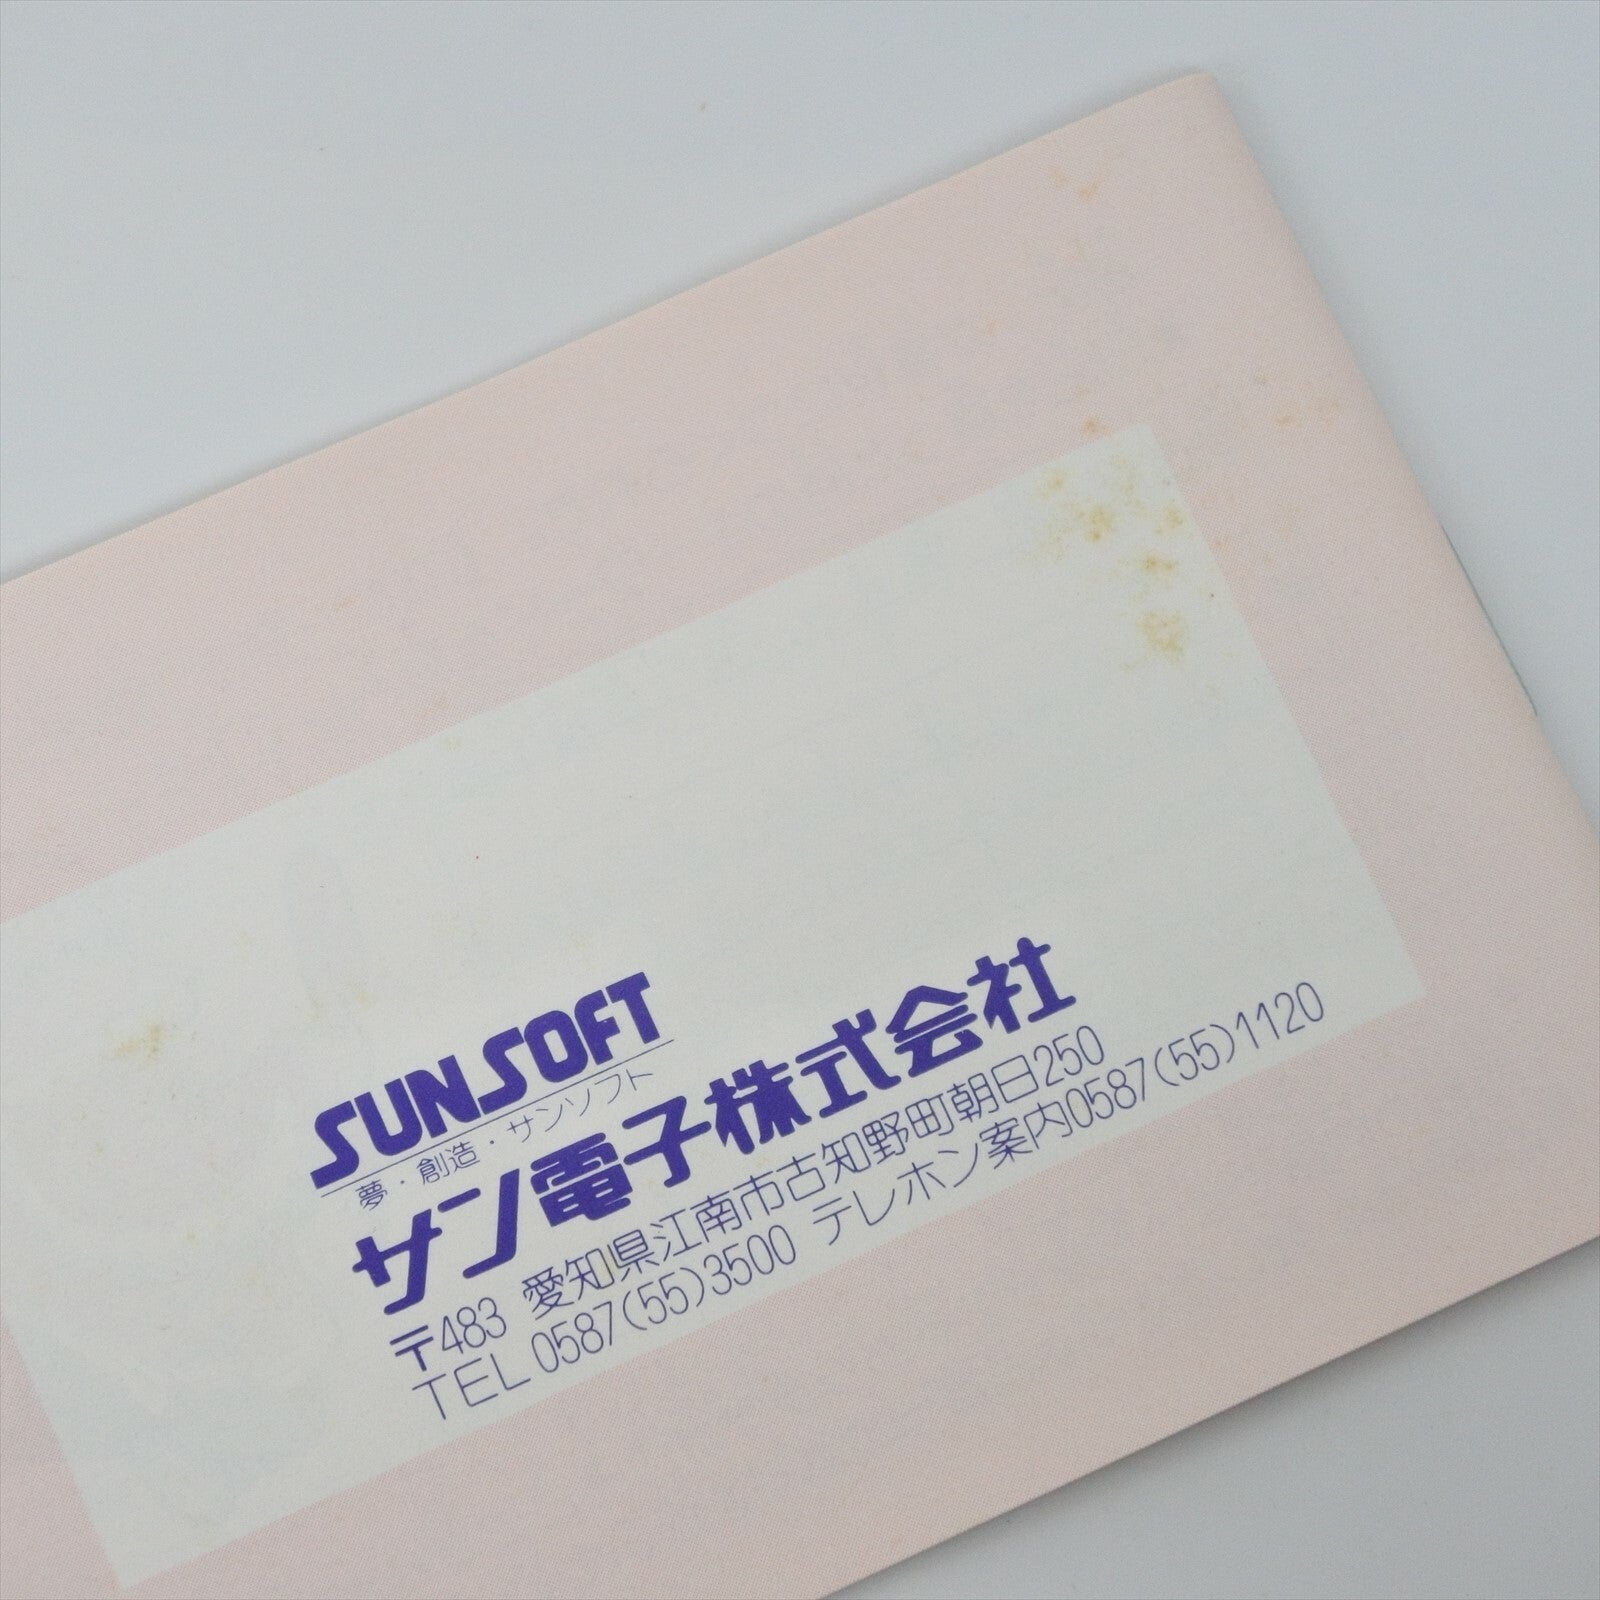 SUNSOFT
夢・創造・サンソフト
サン電子株式会社
〒483 愛知県江南市古知野町朝日250
TEL 0587(55)3500 テレホン案内0587(55)1120